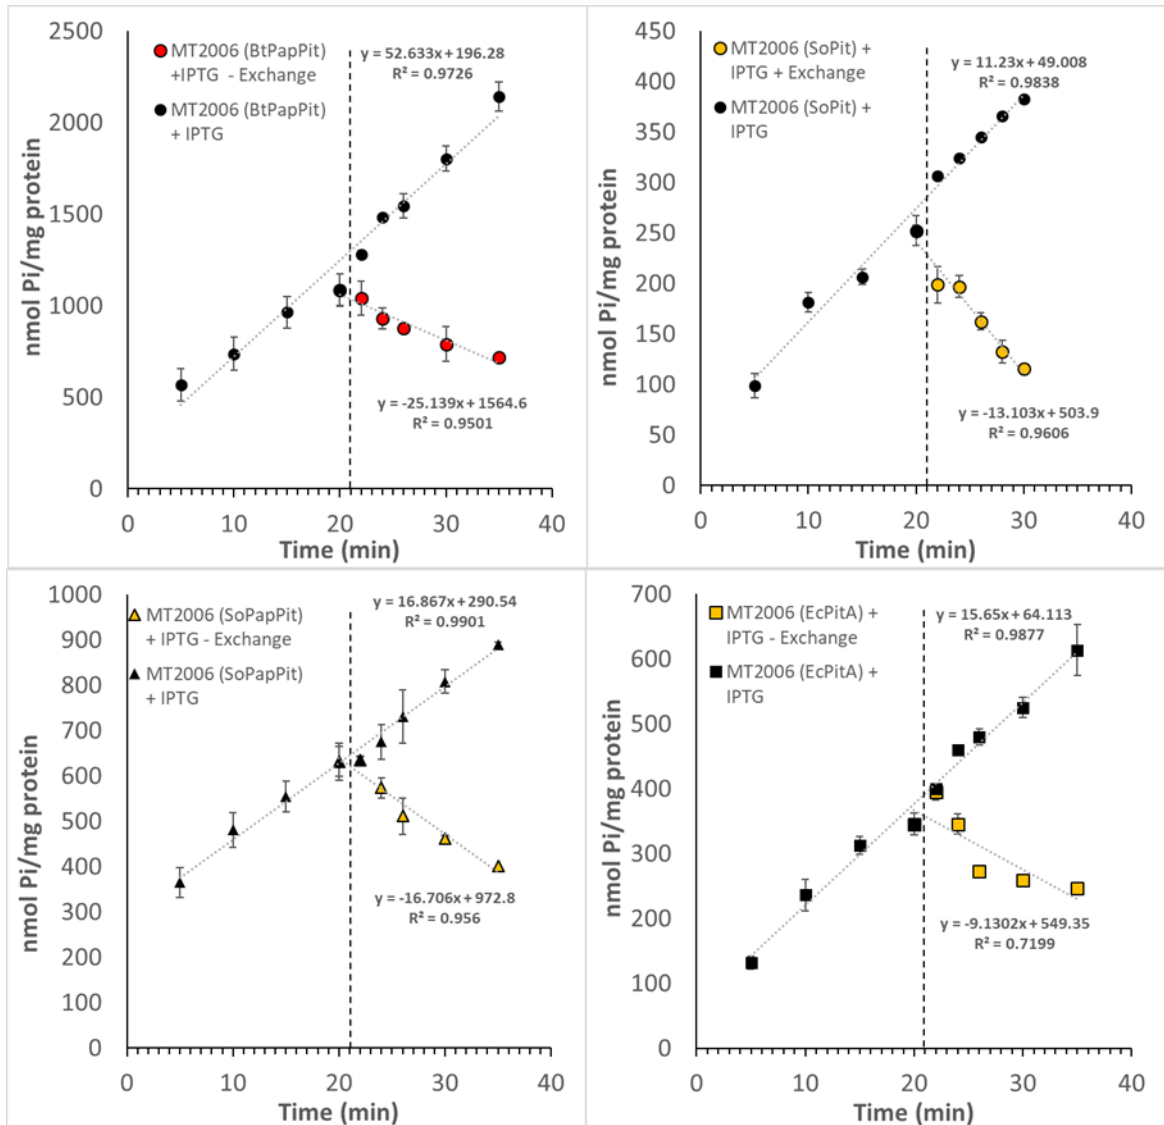 2500
2000
1500
1000
500
0
nmol Pi/mg protein
MT2006 (BtPapPit)
+IPTG - Exchange
MT2006 (BtPapPit)
+ IPTG
y = 52.633x + 196.28
R² = 0.9726
y = -25.139x + 1564.6
R² = 0.9501
0 10 20 30 40
Time (min)
450
400
350
300
250
200
150
100
50
0
nmol Pi/mg protein
MT2006 (SoPit) +
IPTG + Exchange
MT2006 (SoPit) +
IPTG
y = 11.23x + 49.008
R² = 0.9838
y = -13.103x + 503.9
R² = 0.9606
0 10 20 30 40
Time (min)
1000
900
800
700
600
500
400
300
200
100
0
nmol Pi/mg protein
MT2006 (SoPapPit)
+ IPTG - Exchange
MT2006 (SoPapPit)
+ IPTG
y = 16.867x + 290.54
R² = 0.9901
y = -16.706x + 972.8
R² = 0.956
0 10 20 30 40
Time (min)
700
600
500
400
300
200
100
0
nmol Pi/mg protein
MT2006 (EcPitA) +
IPTG - Exchange
MT2006 (EcPitA) +
IPTG
y = 15.65x + 64.113
R² = 0.9877
y = -9.1302x + 549.35
R² = 0.7199
0 10 20 30 40
Time (min)